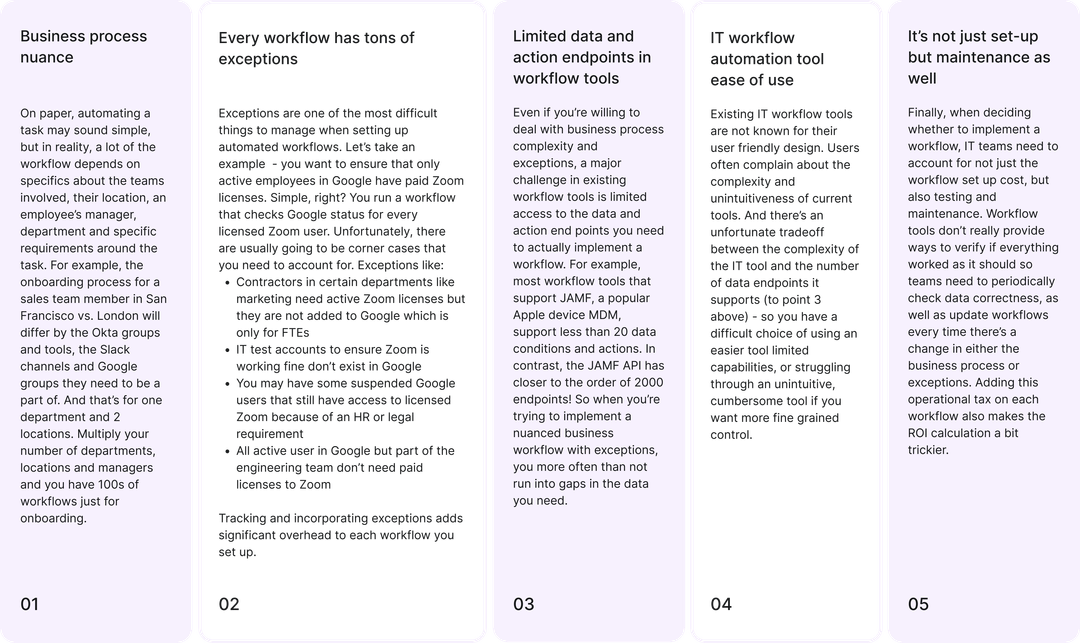 Business process
nuance
On paper, automating a
task may sound simple,
but in reality, a lot of the
workflow depends on
specifics about the teams
involved, their location, an
employee's manager,
department and specific
requirements around the
task. For example, the
onboarding process for a
sales team member in San
Francisco vs. London will
differ by the Okta groups
and tools, the Slack
channels and Google
groups they need to be a
part of. And that's for one
department and 2
locations. Multiply your
number of departments,
locations and managers
and you have 100s of
workflows just for
onboarding.
01
Every workflow has tons of
exceptions
Exceptions are one of the most difficult
things to manage when setting up
automated workflows. Let's take an
example - you want to ensure that only
active employees in Google have paid Zoom
licenses. Simple, right? You run a workflow
that checks Google status for every
licensed Zoom user. Unfortunately, there
are usually going to be corner cases that
you need to account for. Exceptions like:
• Contractors in certain departments like
marketing need active Zoom licenses but
they are not added to Google which is
only for FTEs
• IT test accounts to ensure Zoom is
working fine don't exist in Google
• You may have some suspended Google
users that still have access to licensed
Zoom because of an HR or legal
requirement
• All active user in Google but part of the
engineering team don't need paid
licenses to Zoom
Tracking and incorporating exceptions adds
significant overhead to each workflow you
set up.
02
Limited data and
action endpoints in
workflow tools
Even if you're willing to
deal with business process
complexity and
exceptions, a major
challenge in existing
workflow tools is limited
access to the data and
action end points you need
to actually implement a
workflow. For example,
most workflow tools that
support JAMF, a popular
Apple device MDM,
support less than 20 data
conditions and actions. In
contrast, the JAMF API has
closer to the order of 2000
endpoints! So when you're
trying to implement a
nuanced business
workflow with exceptions,
you more often than not
run into gaps in the data
you need.
03
IT workflow
automation tool
ease of use
Existing IT workflow tools
are not known for their
user friendly design. Users
often complain about the
complexity and
unintuitiveness of current
tools. And there's an
unfortunate tradeoff
between the complexity of
the IT tool and the number
of data endpoints it
supports (to point 3
above) - so you have a
difficult choice of using an
easier tool limited
capabilities, or struggling
through an unintuitive,
cumbersome tool if you
want more fine grained
control.
04
It's not just set-up
but maintenance as
well
Finally, when deciding
whether to implement a
workflow, IT teams need to
account for not just the
workflow set up cost, but
also testing and
maintenance. Workflow
tools don't really provide
ways to verify if everything
worked as it should so
teams need to periodically
check data correctness, as
well as update workflows
every time there's a
change in either the
business process or
exceptions. Adding this
operational tax on each
workflow also makes the
ROI calculation a bit
trickier.
05